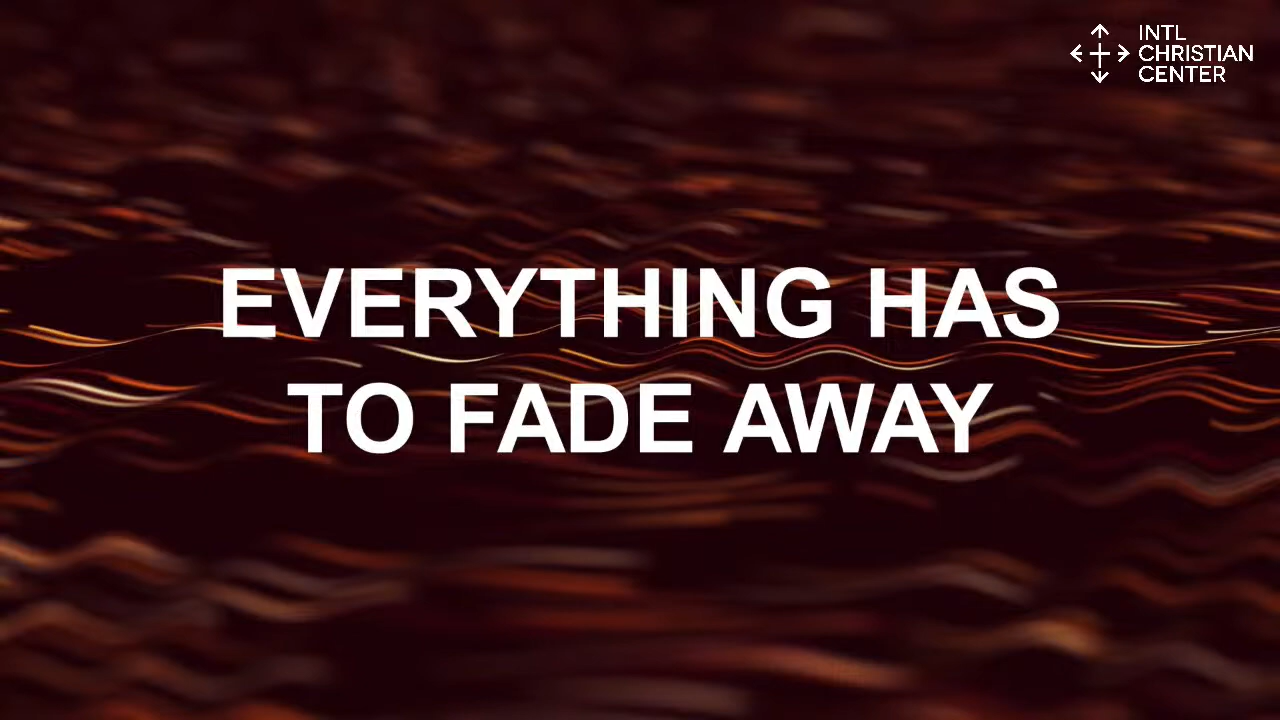 INTL
CHRISTIAN
CENTER
EVERYTHING HAS
TO FADE AWAY